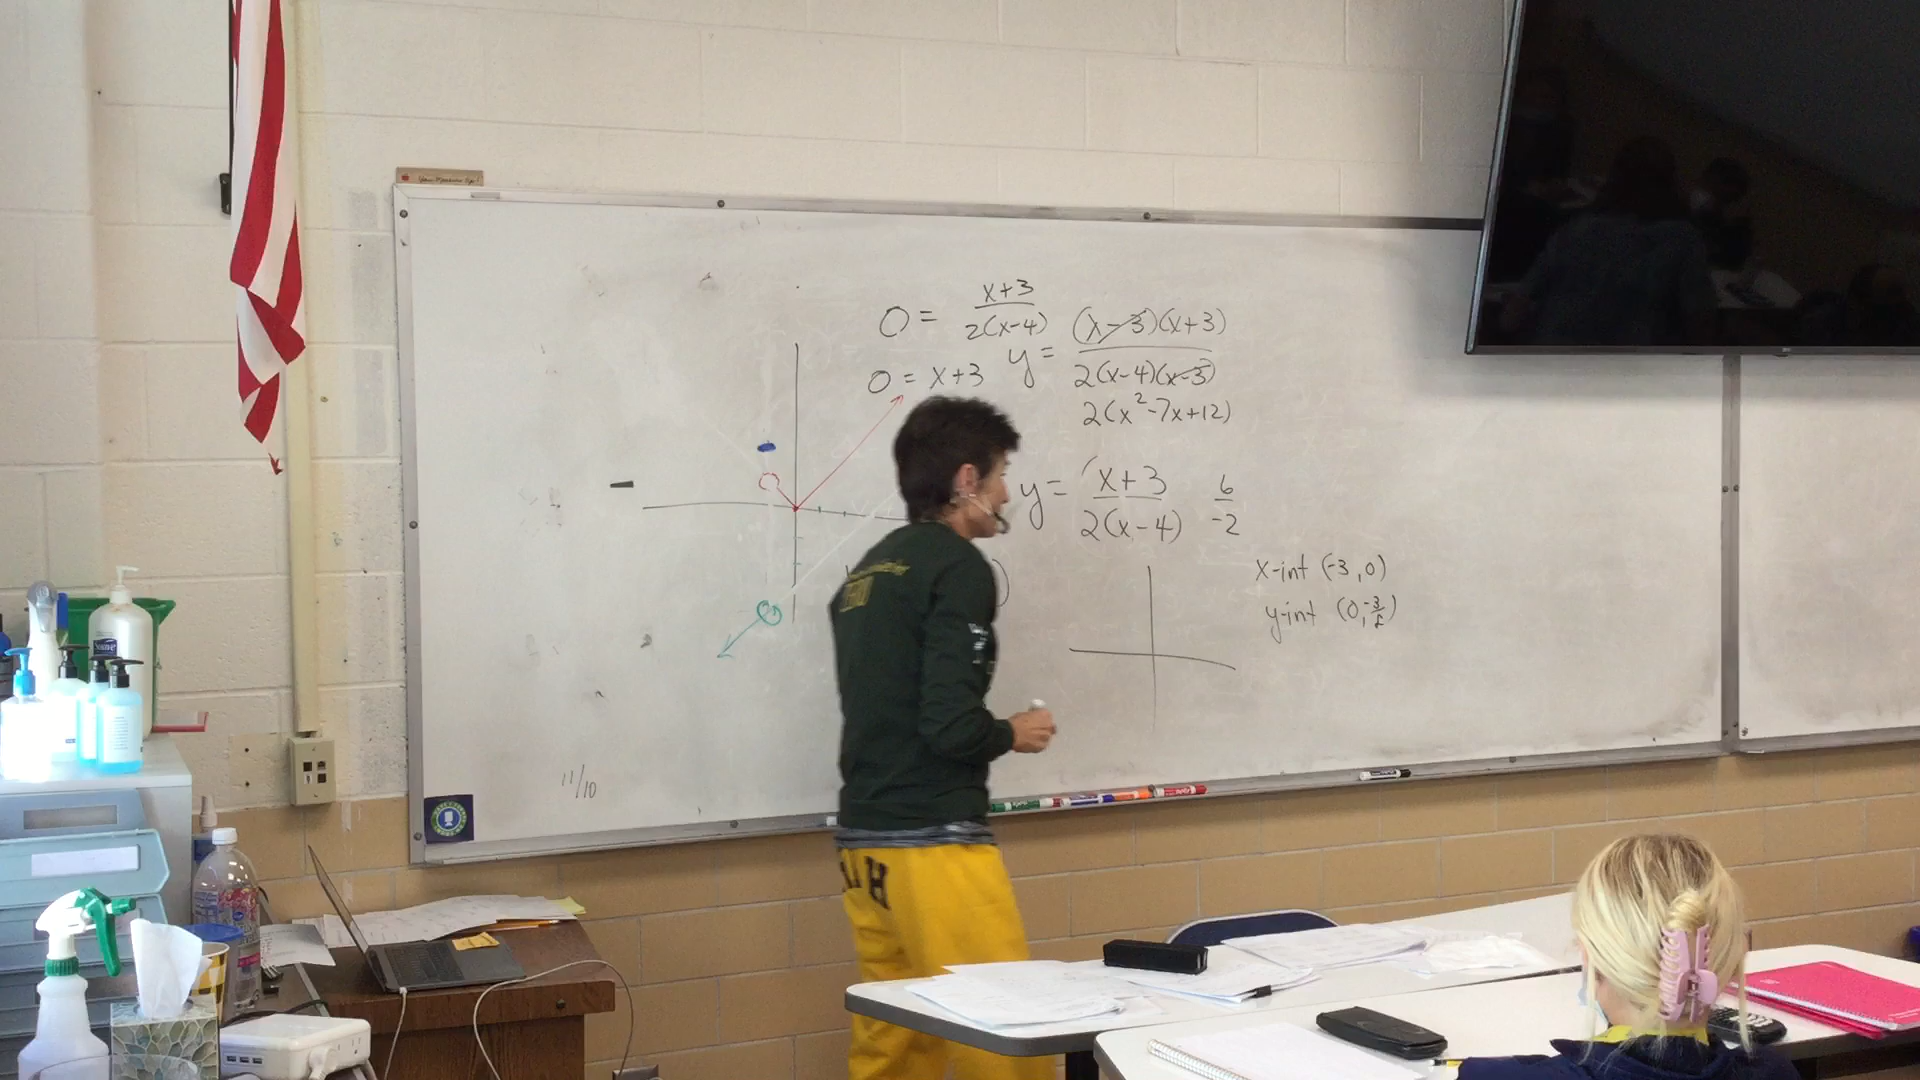 0 = x+3 / 2(x-4)
0 = x+3
y = (x-3)(x+3) / 2(x-4)(x-3)
2(x²-7x+12)
y = x+3 / 2(x-4)
6 / -2
x-int (-3,0)
y-int (0,-3/2)
11/10